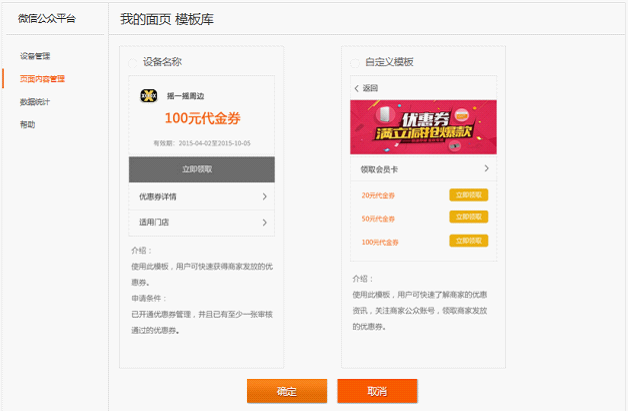 微信公众平台
我的面页 模板库
设备管理
页面内容管理
数据统计
帮助
设备名称
摇一摇周边
100元代金券
有效期：2015-04-02至2015-10-05
立即领取
优惠券详情
适用门店
介绍：
使用此模板，用户可快速获得商家发放的优
惠券。
申请条件：
已开通优惠券管理，并且已有至少一张审核
通过的优惠券。
自定义模板
返回
优惠券
满立减抢爆款
领取会员卡
20元代金券 立即领取
50元代金券 立即领取
100元代金券 立即领取
介绍：
使用此模板，用户可快速了解商家的优惠
资讯，关注商家公众账号，领取商家发放
的优惠券。
确定 取消